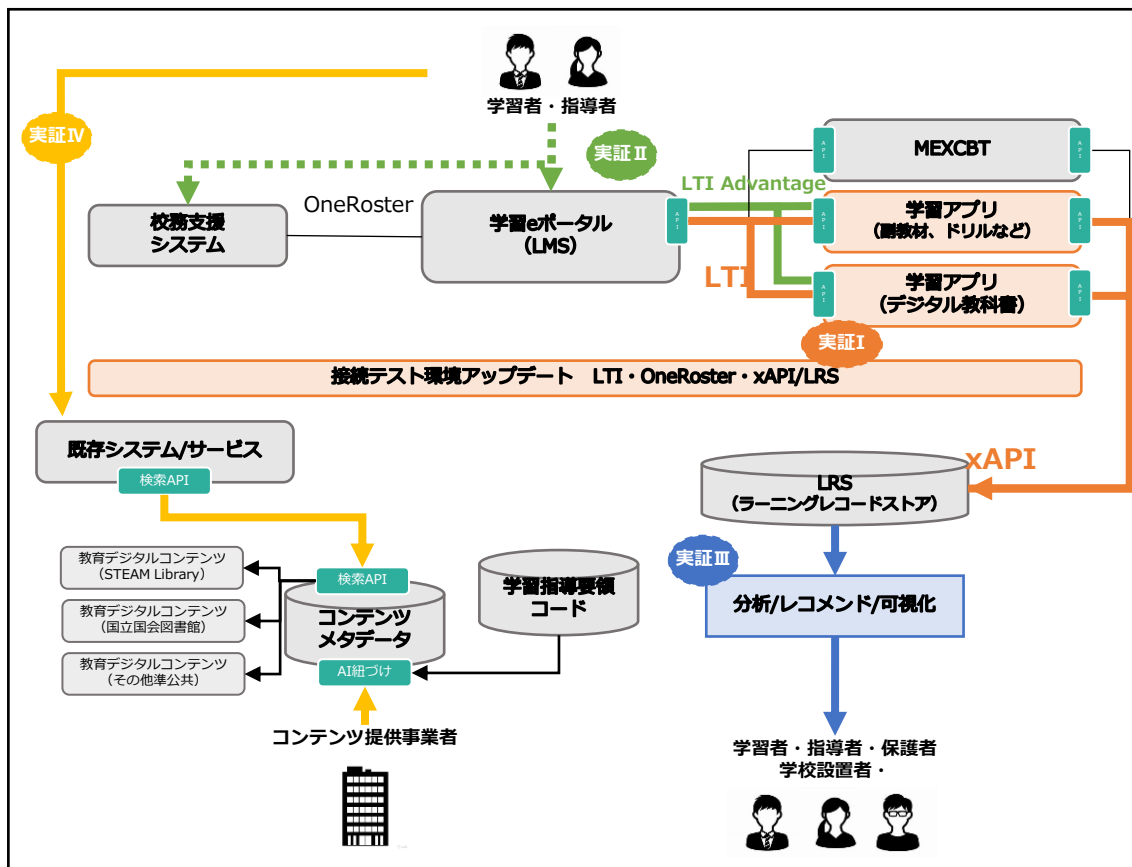 学習者・指導者
実証Ⅳ
実証Ⅱ
API
MEXCBT
API
LTI Advantage
OneRoster
校務支援
システム
学習eポータル
（LMS）
API
API
学習アプリ
（副教材、ドリルなど）
API
LTI
API
学習アプリ
（デジタル教科書）
API
実証Ⅰ
接続テスト環境アップデート　LTI・OneRoster・xAPI/LRS
既存システム/サービス
検索API
xAPI
LRS
（ラーニングレコードストア）
実証Ⅲ
教育デジタルコンテンツ
（STEAM Library）
検索API
学習指導要領
コード
分析/レコメンド/可視化
教育デジタルコンテンツ
（国立国会図書館）
コンテンツ
メタデータ
教育デジタルコンテンツ
（その他準公共）
AI紐づけ
コンテンツ提供事業者
学習者・指導者・保護者
学校設置者・